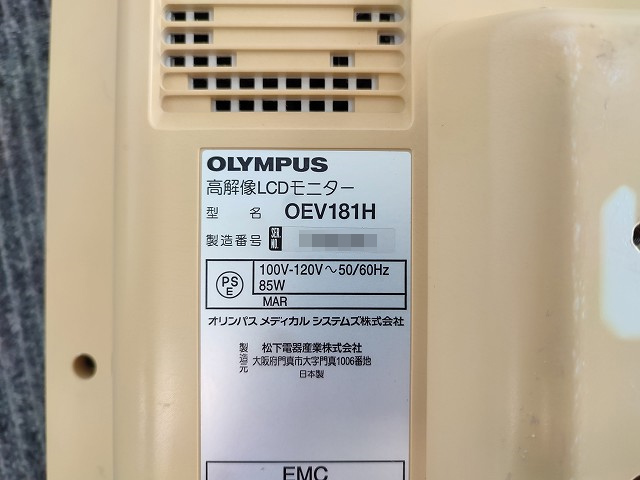 OLYMPUS
高解像LCDモニター
型 名 OEV181H
製造番号 SER. NO.
PS E 100V-120V～50/60Hz
85W
MAR
オリンパス メディカル システムズ株式会社
製造元 松下電器産業株式会社
大阪府門真市大字門真1006番地
日本製
EMC